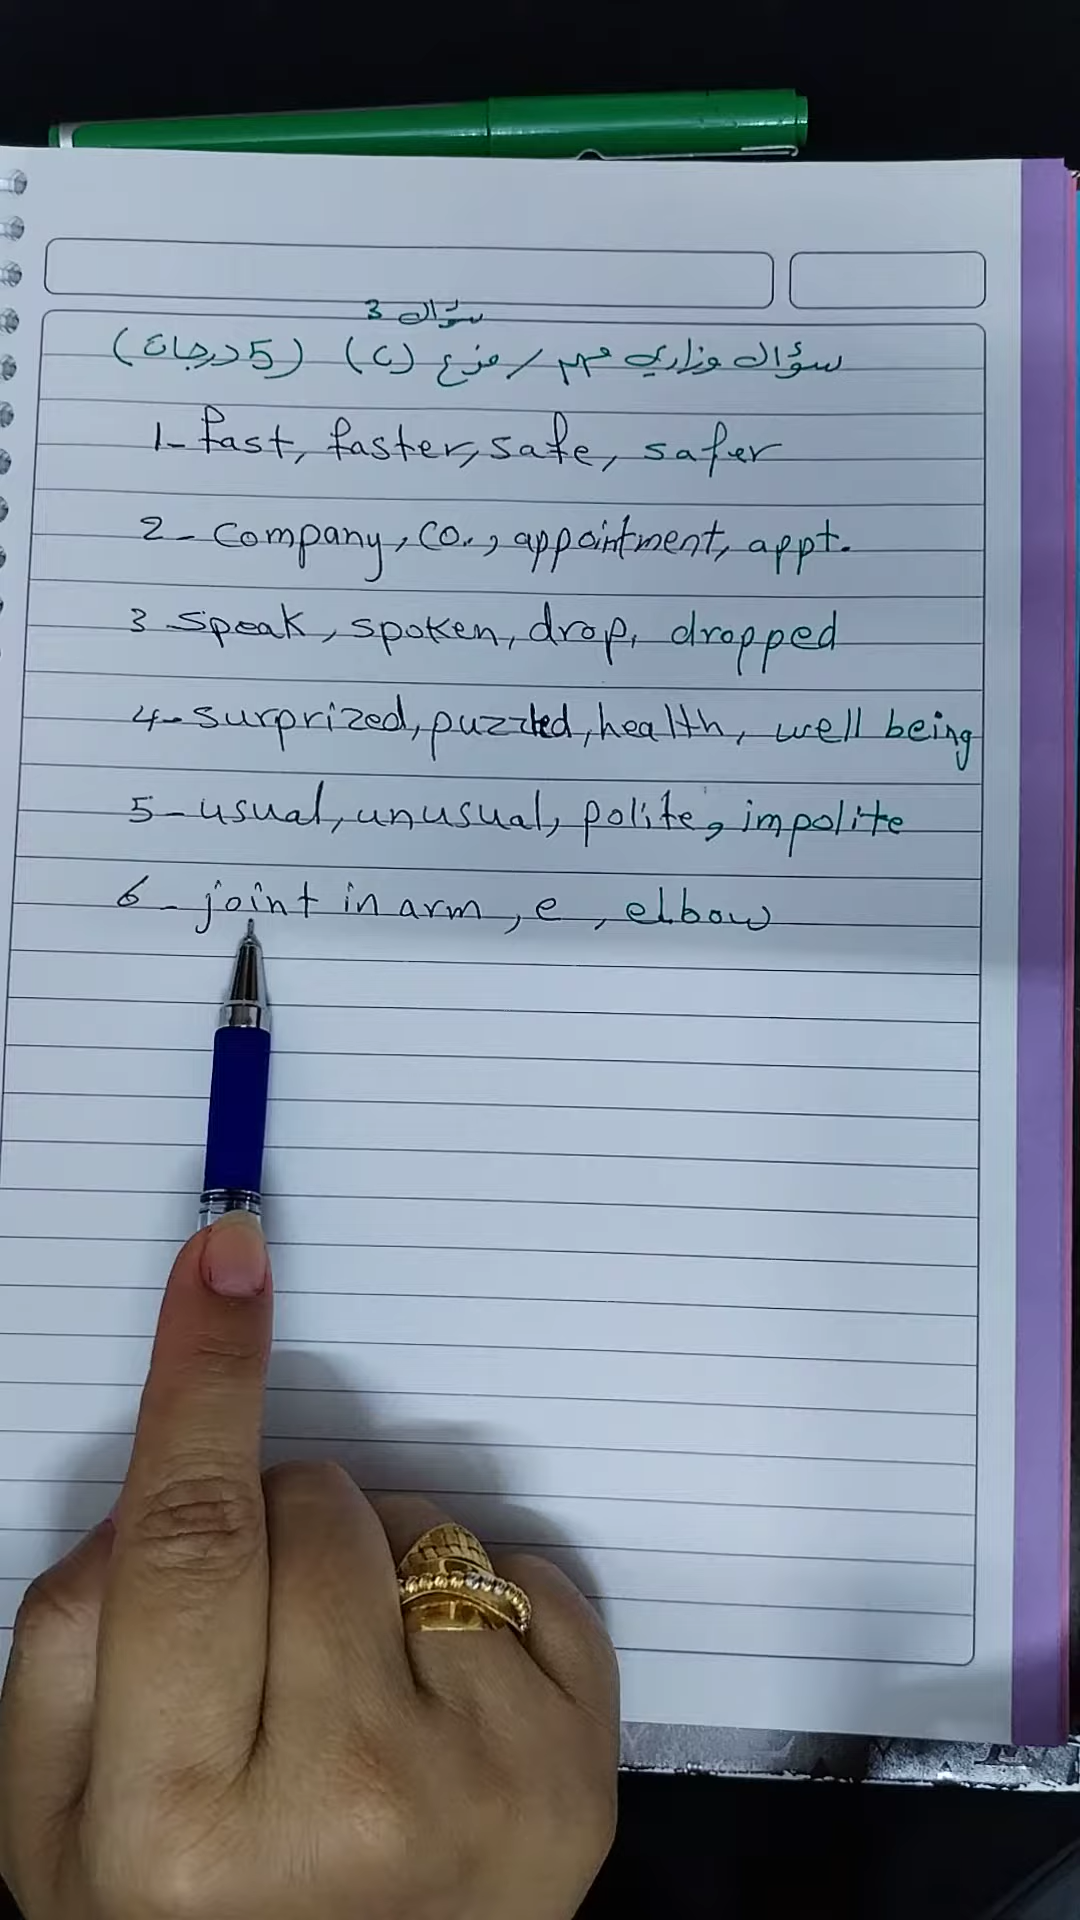 سؤال 3
سؤال وزاري مهم / فرع (C) (5 درجات)
1- fast, faster, safe, safer
2- company, co., appointment, appt.
3 speak, spoken, drop, dropped
4- surprized, puzzled, health, well being
5- usual, unusual, polite, impolite
6- joint in arm, e, elbow